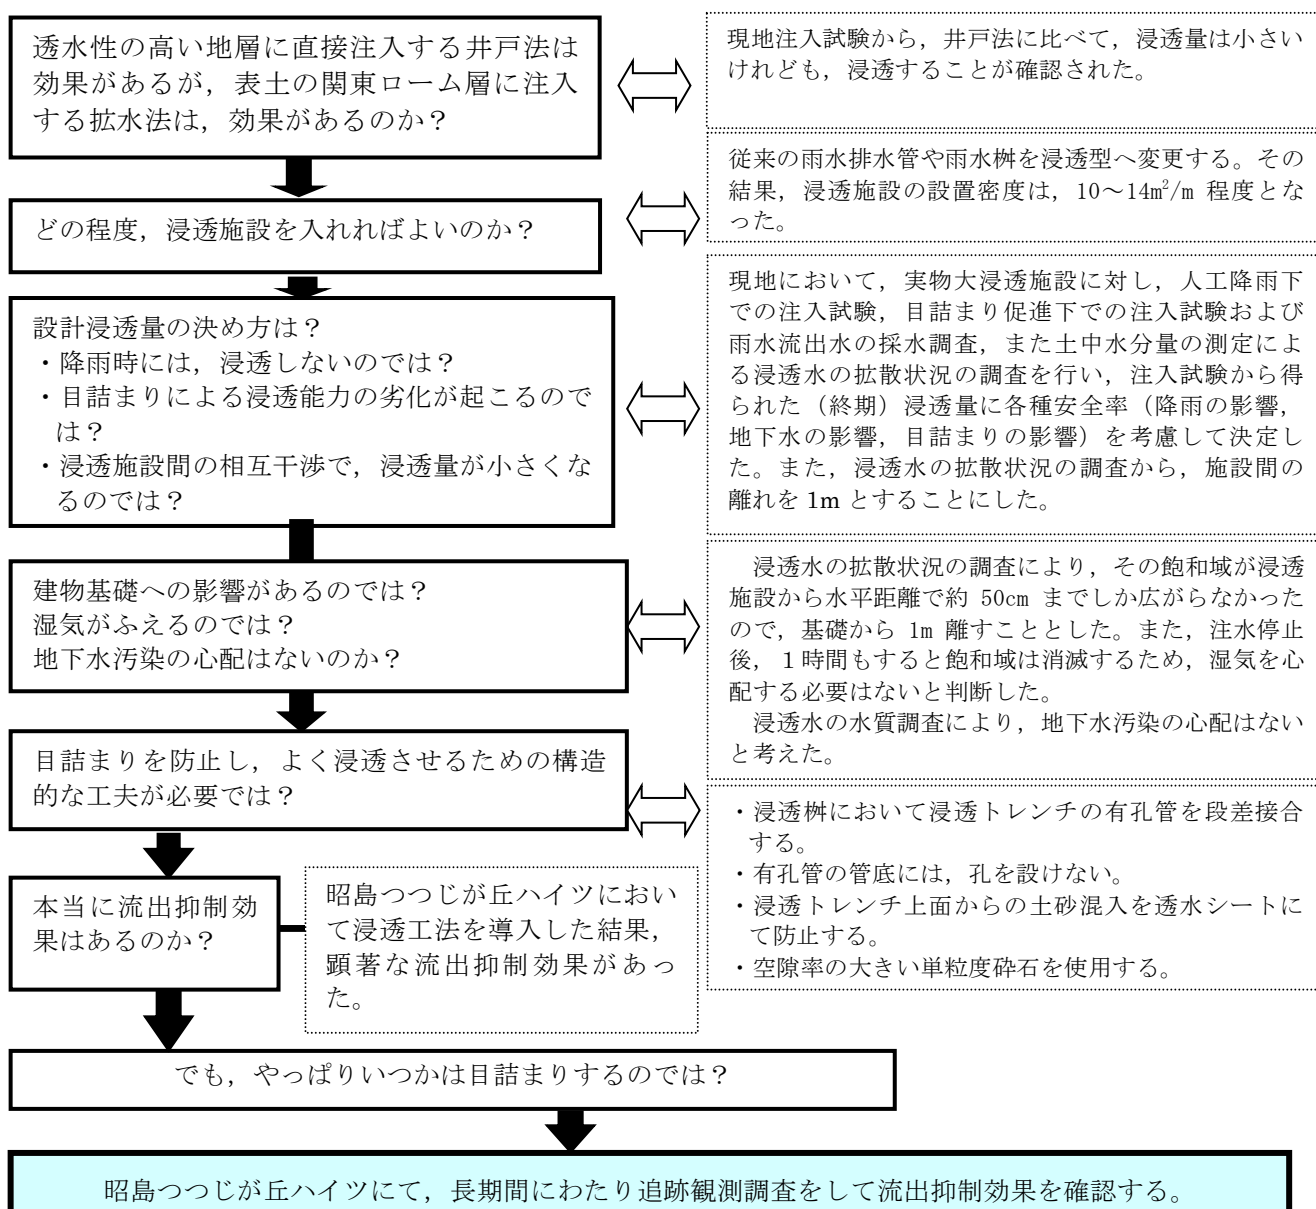 透水性の高い地層に直接注入する井戸法は
効果があるが，表土の関東ローム層に注入
する拡水法は，効果があるのか？
現地注入試験から，井戸法に比べて，浸透量は小さい
けれども，浸透することが確認された。
どの程度，浸透施設を入れればよいのか？
従来の雨水排水管や雨水桝を浸透型へ変更する。その
結果，浸透施設の設置密度は，10～14m²/m 程度とな
った。
設計浸透量の決め方は？
・降雨時には，浸透しないのでは？
・目詰まりによる浸透能力の劣化が起こるので
は？
・浸透施設間の相互干渉で，浸透量が小さくな
るのでは？
現地において，実物大浸透施設に対し，人工降雨下
での注入試験，目詰まり促進下での注入試験および
雨水流出水の採水調査，また土中水分量の測定によ
る浸透水の拡散状況の調査を行い，注入試験から得
られた（終期）浸透量に各種安全率（降雨の影響，
地下水の影響，目詰まりの影響）を考慮して決定し
た。また，浸透水の拡散状況の調査から，施設間の
離れを 1m とすることにした。
建物基礎への影響があるのでは？
湿気がふえるのでは？
地下水汚染の心配はないのか？
浸透水の拡散状況の調査により，その飽和域が浸透
施設から水平距離で約 50cm までしか広がらなかった
ので，基礎から 1m 離すこととした。また，注水停止
後，１時間もすると飽和域は消滅するため，湿気を心
配する必要はないと判断した。
浸透水の水質調査により，地下水汚染の心配はない
と考えた。
目詰まりを防止し，よく浸透させるための構造
的な工夫が必要では？
・浸透桝において浸透トレンチの有孔管を段差接合
する。
・有孔管の管底には，孔を設けない。
・浸透トレンチ上面からの土砂混入を透水シートに
て防止する。
・空隙率の大きい単粒度砕石を使用する。
本当に流出抑制効
果はあるのか？
昭島つつじが丘ハイツにおい
て浸透工法を導入した結果，
顕著な流出抑制効果があっ
た。
でも，やっぱりいつかは目詰まりするのでは？
昭島つつじが丘ハイツにて，長期間にわたり追跡観測調査をして流出抑制効果を確認する。